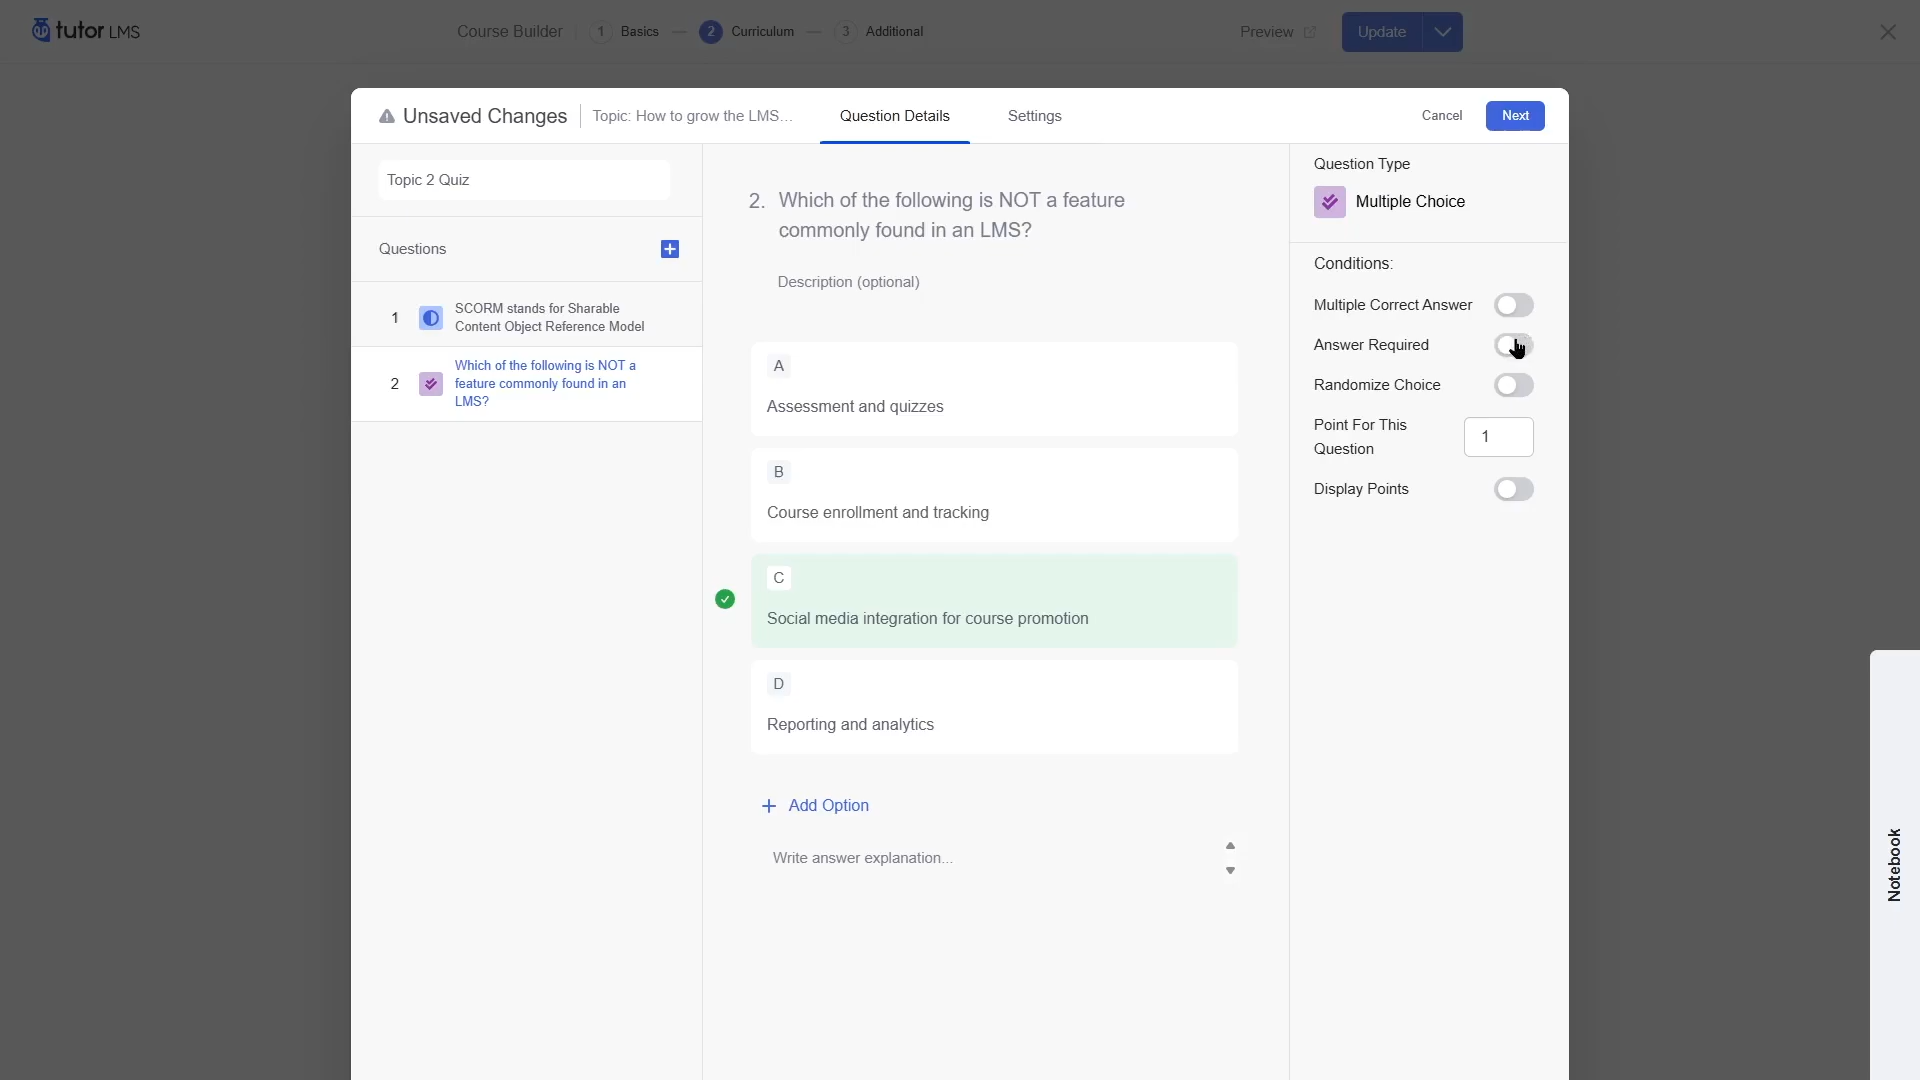 tutor LMS
Course Builder
1 Basics
2 Curriculum
3 Additional
Preview
Update
Unsaved Changes
Topic: How to grow the LMS...
Question Details
Settings
Cancel
Next
Topic 2 Quiz
Questions
1
SCORM stands for Sharable
Content Object Reference Model
2
Which of the following is NOT a
feature commonly found in an
LMS?
2. Which of the following is NOT a feature
commonly found in an LMS?
Description (optional)
A
Assessment and quizzes
B
Course enrollment and tracking
C
Social media integration for course promotion
D
Reporting and analytics
Add Option
Write answer explanation...
Question Type
Multiple Choice
Conditions:
Multiple Correct Answer
Answer Required
Randomize Choice
Point For This
Question
1
Display Points
Notebook